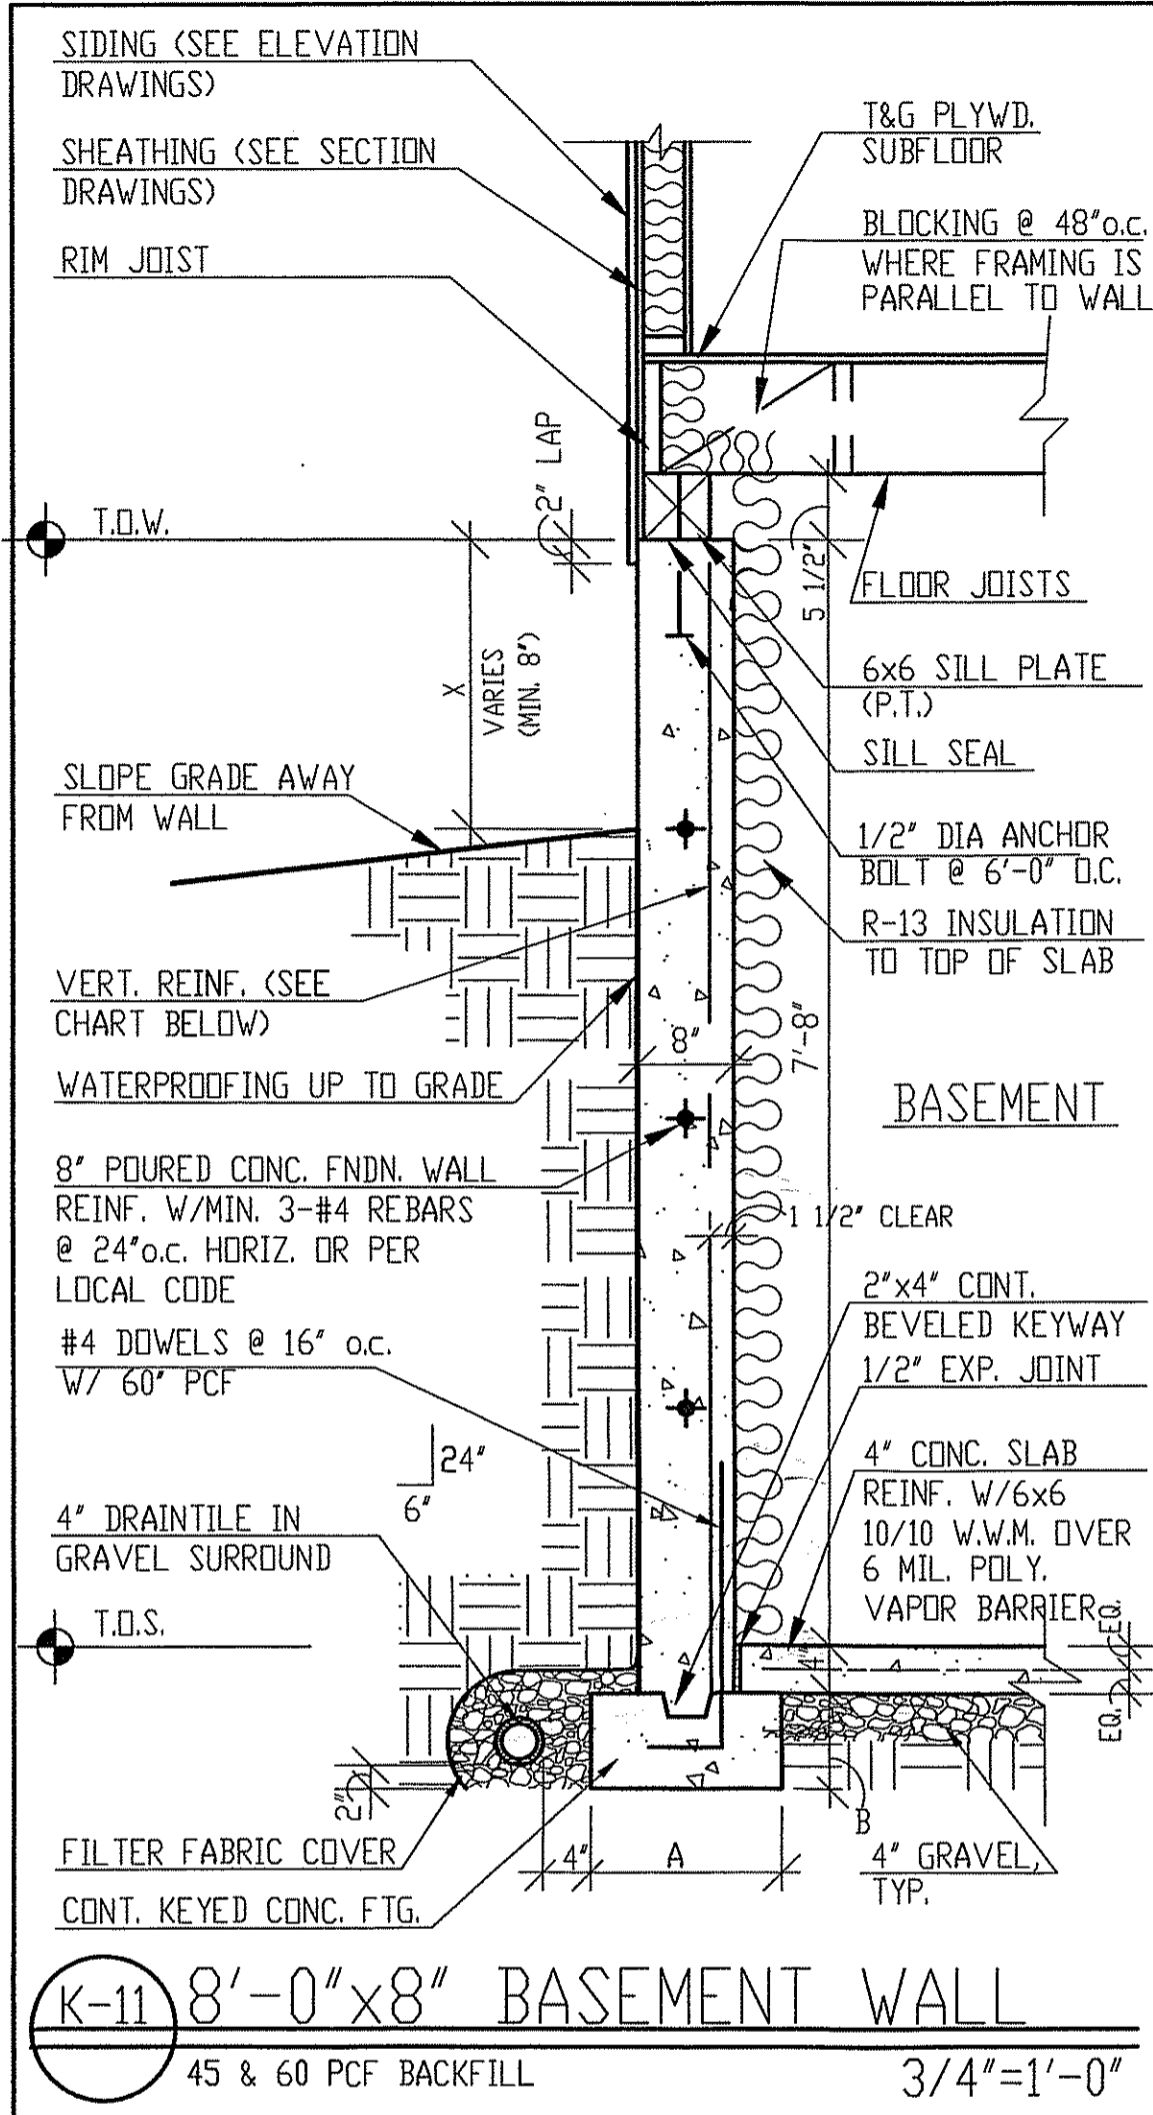 SIDING (SEE ELEVATION
DRAWINGS)
SHEATHING (SEE SECTION
DRAWINGS)
RIM JOIST
T&G PLYWD.
SUBFLOOR
BLOCKING @ 48"o.c.
WHERE FRAMING IS
PARALLEL TO WALL
2" LAP
T.O.W.
5 1/2"
FLOOR JOISTS
X
VARIES
(MIN. 8")
6x6 SILL PLATE
(P.T.)
SILL SEAL
SLOPE GRADE AWAY
FROM WALL
1/2" DIA ANCHOR
BOLT @ 6'-0" O.C.
R-13 INSULATION
TO TOP OF SLAB
VERT. REINF. (SEE
CHART BELOW)
8"
7'-8"
WATERPROOFING UP TO GRADE
BASEMENT
8" POURED CONC. FNDN. WALL
REINF. W/MIN. 3-#4 REBARS
@ 24"o.c. HORIZ. OR PER
LOCAL CODE
1 1/2" CLEAR
2"x4" CONT.
BEVELED KEYWAY
#4 DOWELS @ 16" o.c.
W/ 60" PCF
1/2" EXP. JOINT
24"
6"
4" CONC. SLAB
REINF. W/6x6
10/10 W.W.M. OVER
6 MIL. POLY.
VAPOR BARRIER
4" DRAINTILE IN
GRAVEL SURROUND
T.O.S.
4"
EQ.
EQ.
2"
B
FILTER FABRIC COVER
4"
A
4" GRAVEL,
TYP.
CONT. KEYED CONC. FTG.
K-11
8'-0"x8" BASEMENT WALL
45 & 60 PCF BACKFILL
3/4"=1'-0"